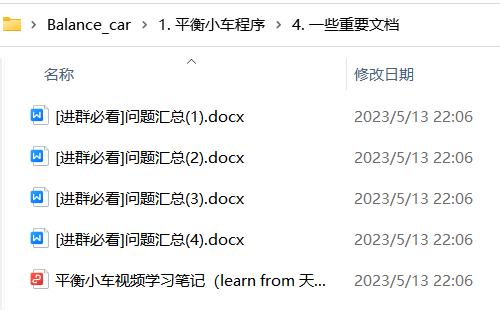 Balance_car › 1. 平衡小车程序 › 4. 一些重要文档
名称 修改日期
[进群必看]问题汇总(1).docx 2023/5/13 22:06
[进群必看]问题汇总(2).docx 2023/5/13 22:06
[进群必看]问题汇总(3).docx 2023/5/13 22:06
[进群必看]问题汇总(4).docx 2023/5/13 22:06
平衡小车视频学习笔记（learn from 天... 2023/5/13 22:06